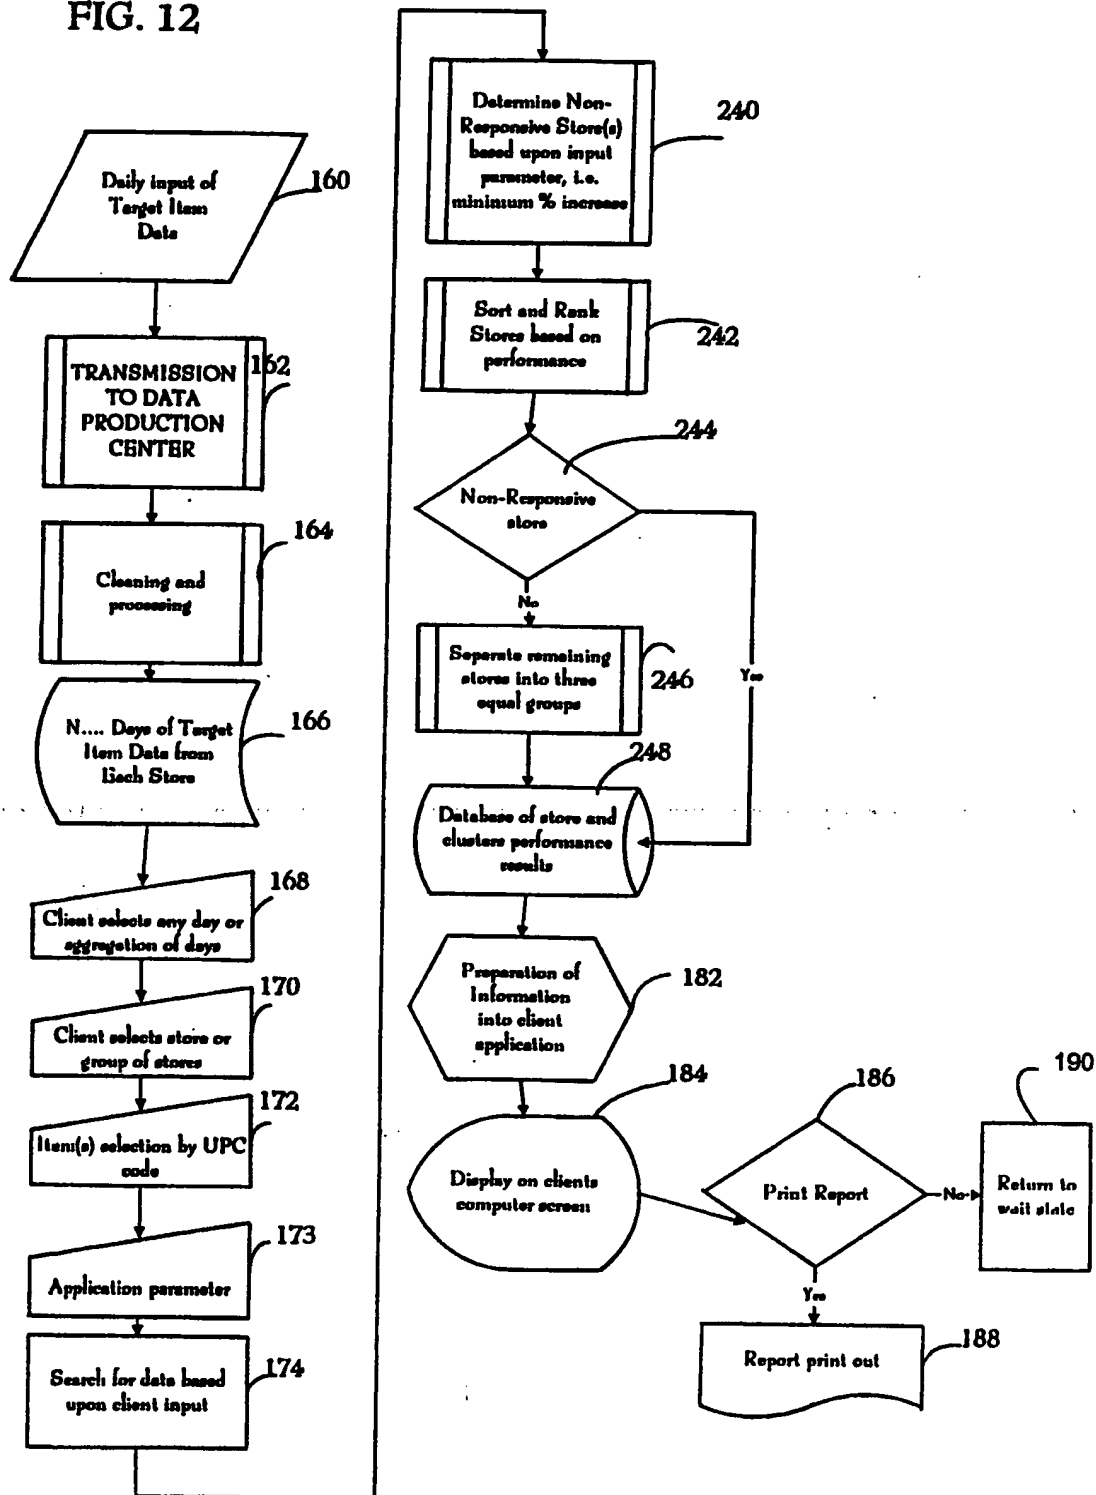 FIG. 12
Daily input of
Target Item
Data
160
TRANSMISSION
TO DATA
PRODUCTION
CENTER
162
Cleaning and
processing
164
N.... Days of Target
Item Data from
Each Store
166
Client selects any day or
aggregation of days
168
Client selects store or
group of stores
170
Item(s) selection by UPC
code
172
Application parameter
173
Search for data based
upon client input
174
Determine Non-
Responsive Store(s)
based upon input
parameter, i.e.
minimum % increase
240
Sort and Rank
Stores based on
performance
242
Non-Responsive
store
244
No
Yes
Separate remaining
stores into three
equal groups
246
Database of store and
clusters performance
results
248
Preparation of
Information
into client
application
182
Display on clients
computer screen
184
Print Report
186
No
Return to
wait state
190
Yes
Report print out
188